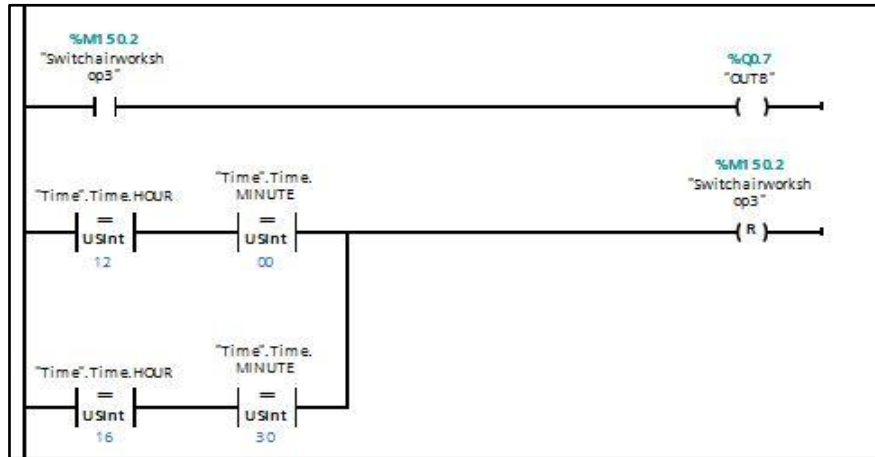 %M150.2
"Switchairworksh
op3"
%Q0.7
"OUT8"
%M150.2
"Switchairworksh
op3"
R
"Time".Time.HOUR
==
USInt
12
"Time".Time.
MINUTE
==
USInt
00
"Time".Time.HOUR
==
USInt
16
"Time".Time.
MINUTE
==
USInt
30